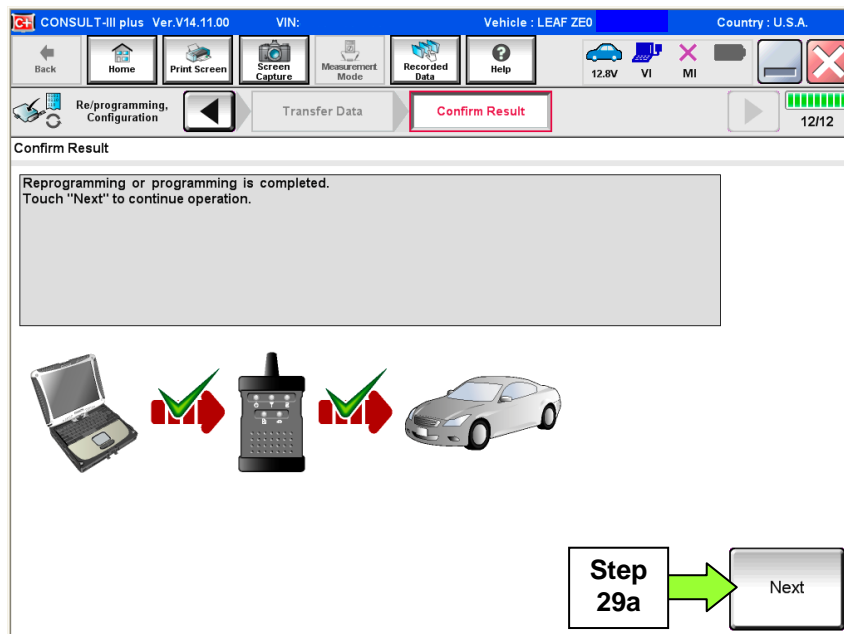 CONSULT-III plus Ver.V14.11.00 VIN: Vehicle : LEAF ZE0 Country : U.S.A.
Back Home Print Screen Screen Capture Measurement Mode Recorded Data Help 12.8V VI MI
Re/programming, Configuration Transfer Data Confirm Result 12/12
Confirm Result
Reprogramming or programming is completed.
Touch "Next" to continue operation.
Step
29a
Next